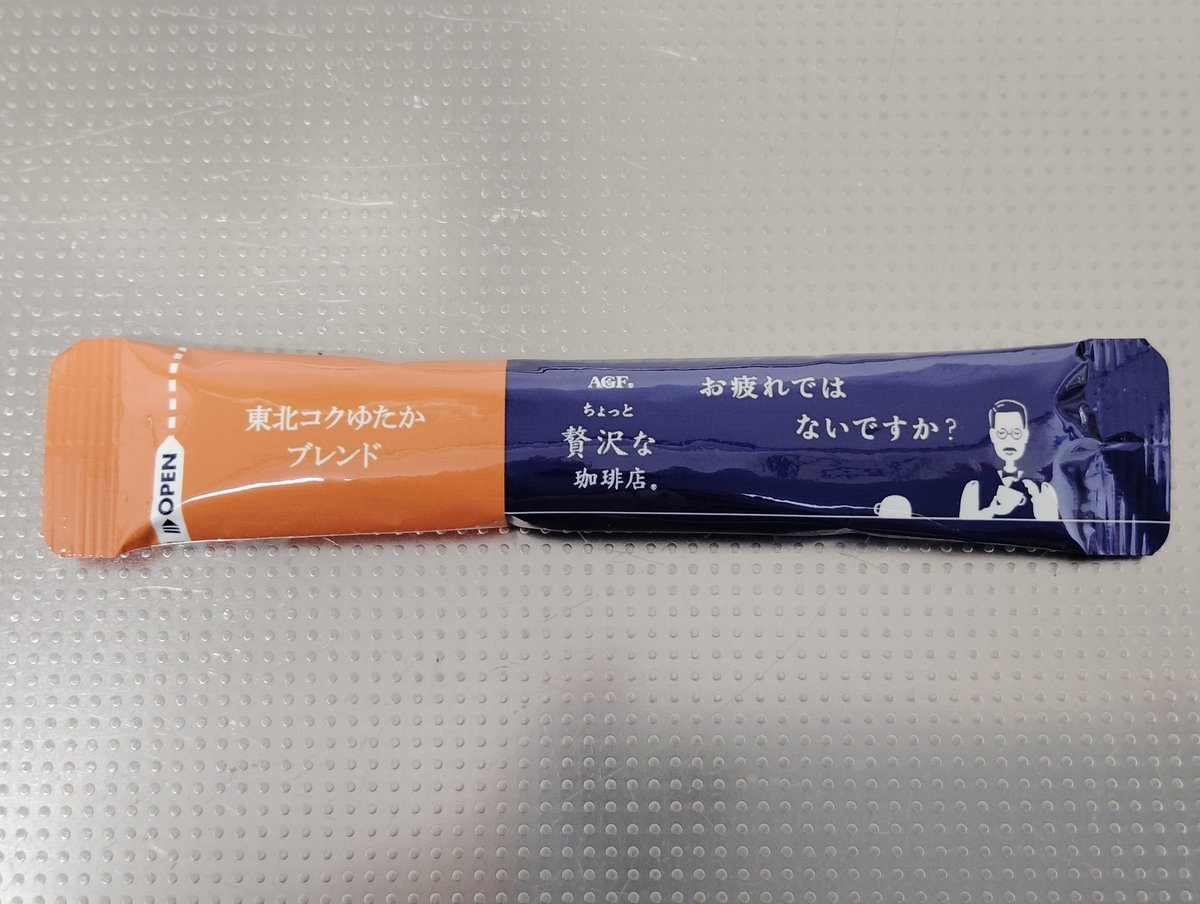 OPEN
東北コクゆたか
ブレンド
AGF®
ちょっと
贅沢な
珈琲店®
お疲れでは
ないですか?